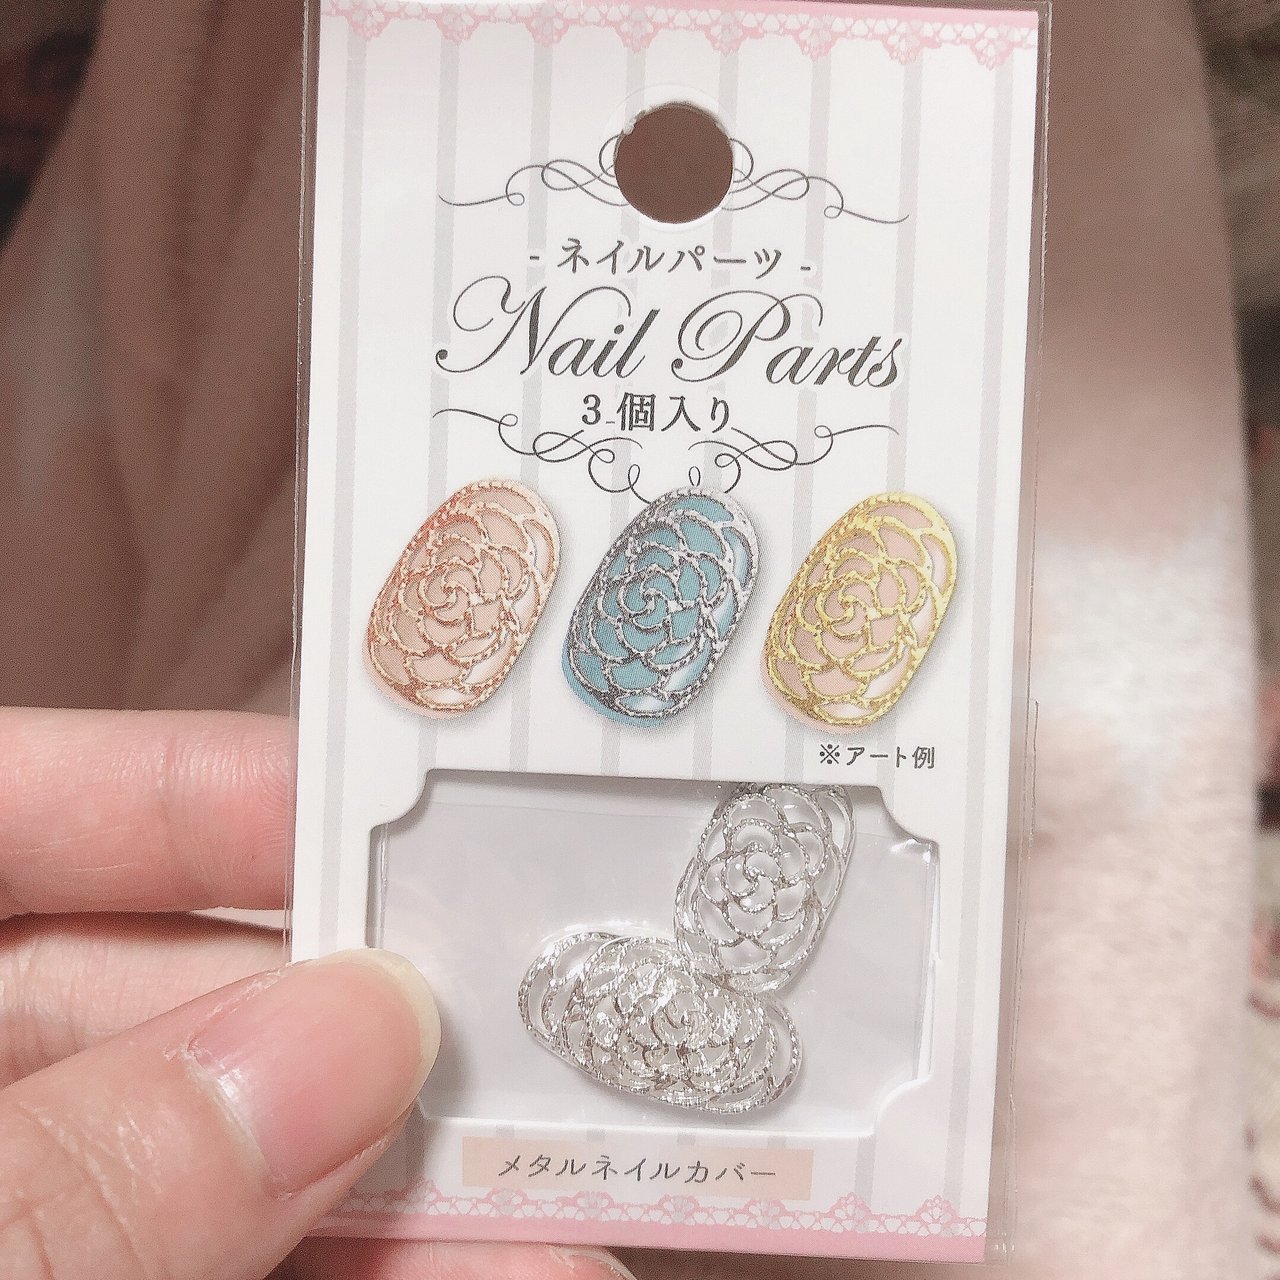 - ネイルパーツ -
Nail Parts
3個入り
※アート例
メタルネイルカバー